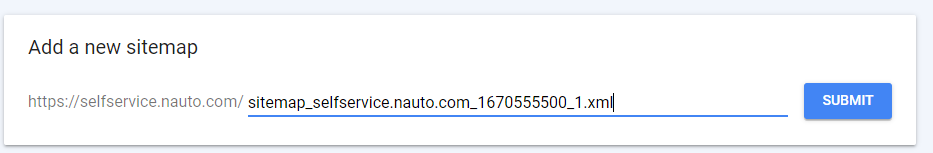 Add a new sitemap
https://selfservice.nauto.com/ sitemap_selfservice.nauto.com_1670555500_1.xml SUBMIT